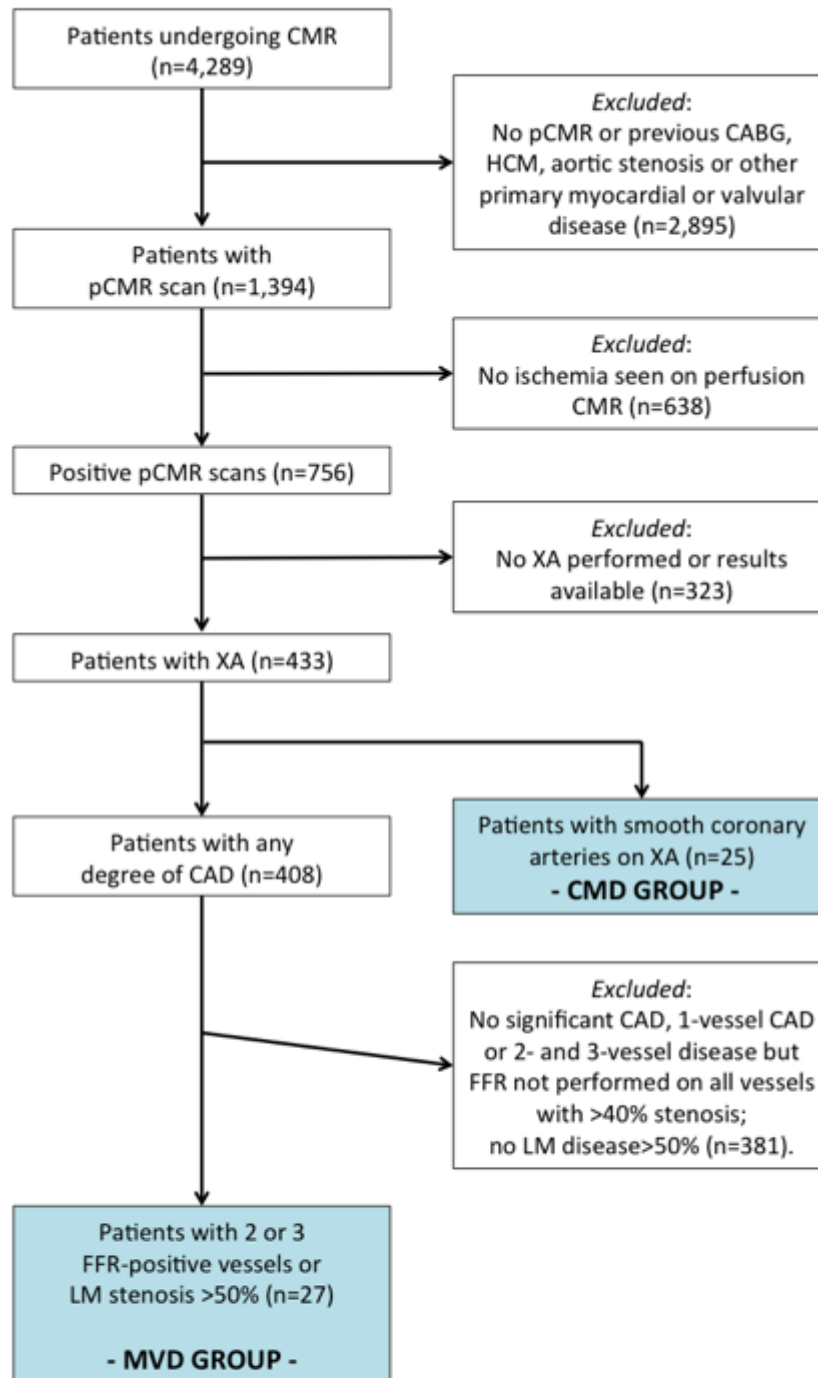 Patients undergoing CMR
(n=4,289)
Excluded:
No pCMR or previous CABG,
HCM, aortic stenosis or other
primary myocardial or valvular
disease (n=2,895)
Patients with
pCMR scan (n=1,394)
Excluded:
No ischemia seen on perfusion
CMR (n=638)
Positive pCMR scans (n=756)
Excluded:
No XA performed or results
available (n=323)
Patients with XA (n=433)
Patients with any
degree of CAD (n=408)
Patients with smooth coronary
arteries on XA (n=25)
- CMD GROUP -
Excluded:
No significant CAD, 1-vessel CAD
or 2- and 3-vessel disease but
FFR not performed on all vessels
with >40% stenosis;
no LM disease>50% (n=381).
Patients with 2 or 3
FFR-positive vessels or
LM stenosis >50% (n=27)
- MVD GROUP -